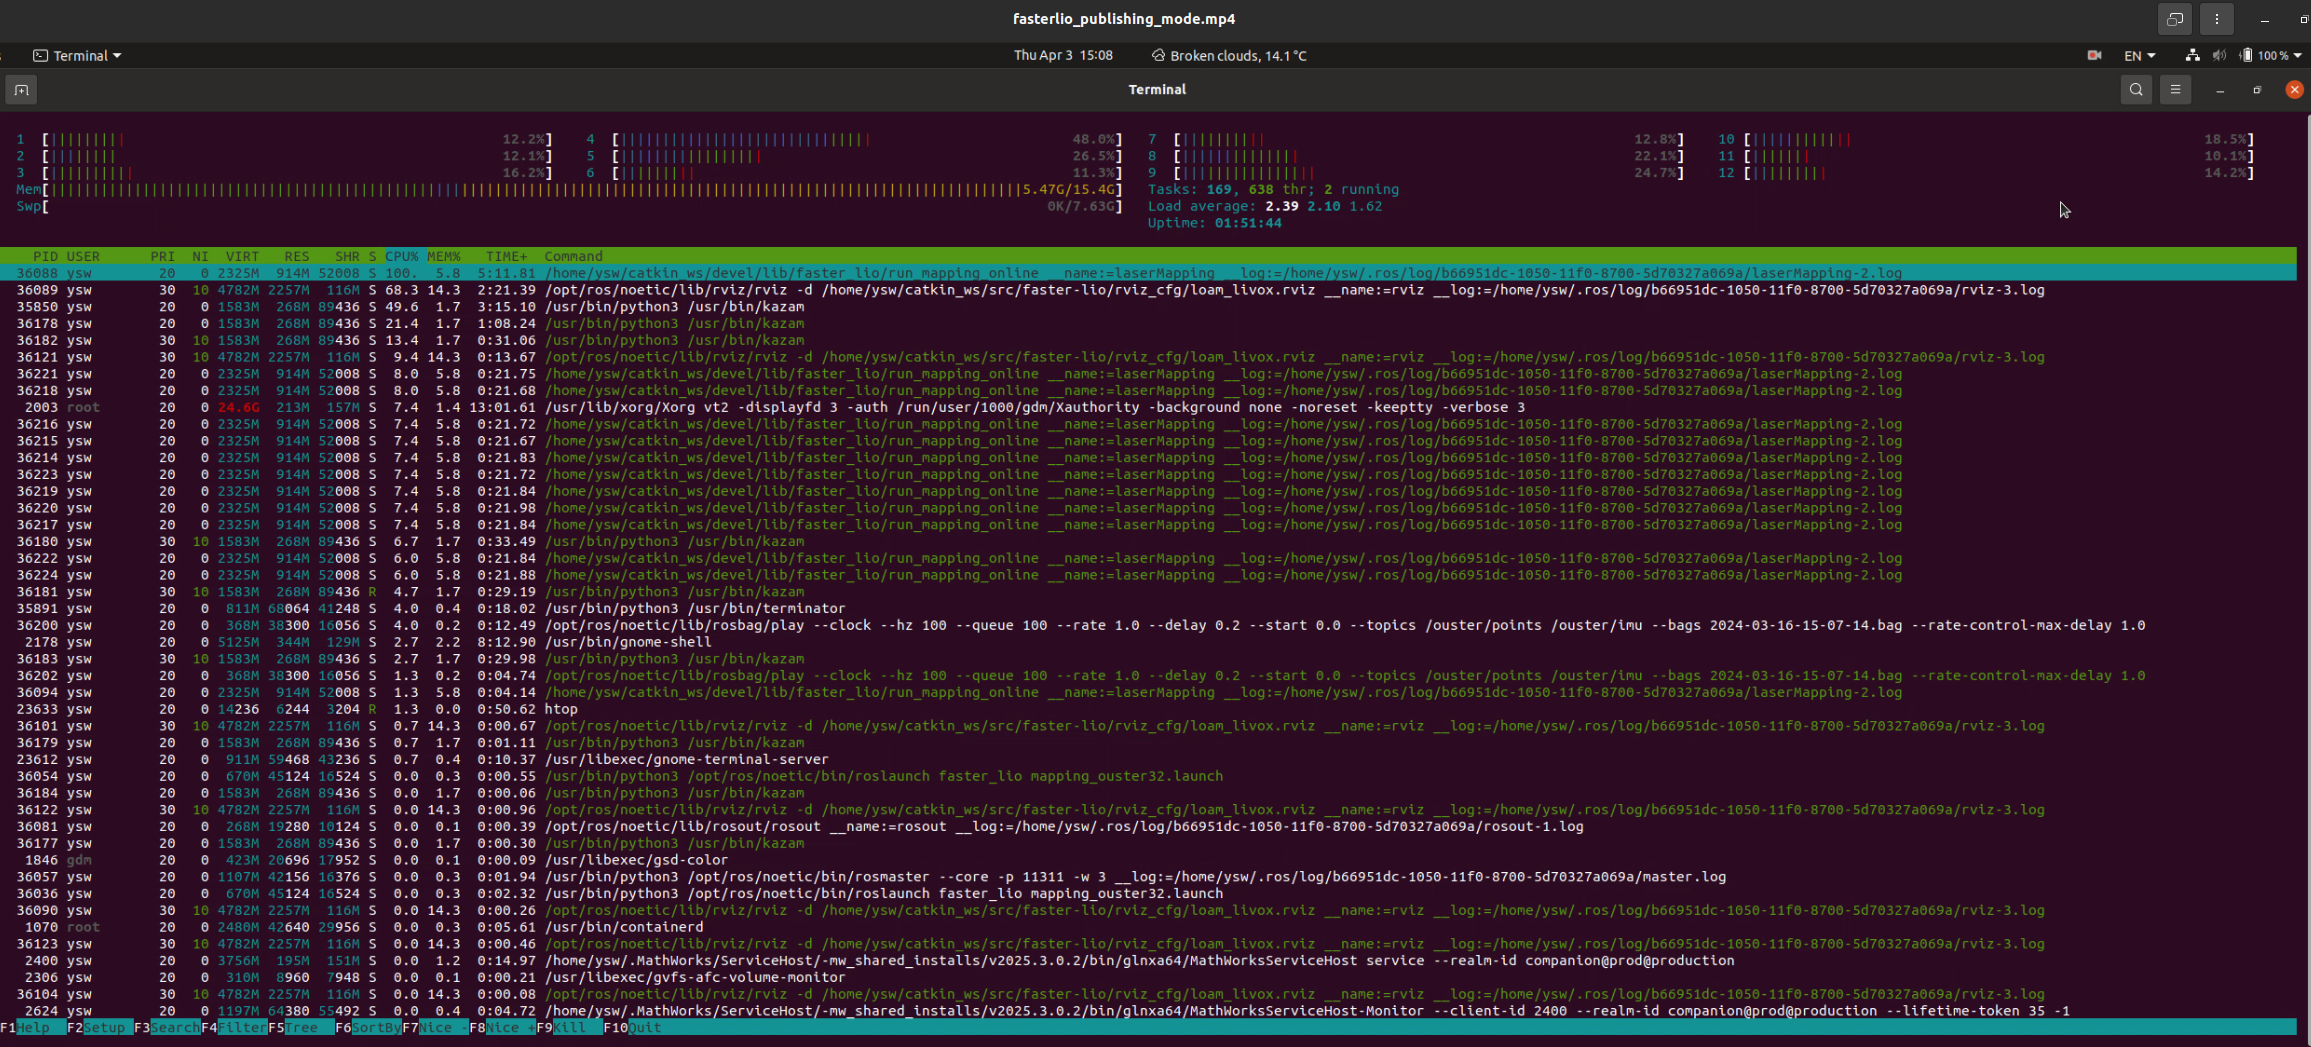 fasterlio_publishing_mode.mp4
Terminal Thu Apr 3 15:08 Broken clouds, 14.1 °C EN 100 %
Terminal
1 [ 12.2%] 4 [ 48.0%] 7 [ 12.8%] 10 [ 18.5%]
2 [ 12.1%] 5 [ 26.5%] 8 [ 22.1%] 11 [ 10.1%]
3 [ 16.2%] 6 [ 11.3%] 9 [ 24.7%] 12 [ 14.2%]
Mem[ 5.47G/15.4G] Tasks: 169, 638 thr; 2 running
Swp[ 0K/7.63G] Load average: 2.39 2.10 1.62
Uptime: 01:51:44
PID USER PRI NI VIRT RES SHR S CPU% MEM% TIME+ Command
36088 ysw 20 0 2325M 914M 52008 S 100. 5.8 5:11.81 /home/ysw/catkin_ws/devel/lib/faster_lio/run_mapping_online __name:=laserMapping __log:=/home/ysw/.ros/log/b66951dc-1050-11f0-8700-5d70327a069a/laserMapping-2.log
36089 ysw 30 10 4782M 2257M 116M S 68.3 14.3 2:21.39 /opt/ros/noetic/lib/rviz/rviz -d /home/ysw/catkin_ws/src/faster-lio/rviz_cfg/loam_livox.rviz __name:=rviz __log:=/home/ysw/.ros/log/b66951dc-1050-11f0-8700-5d70327a069a/rviz-3.log
35850 ysw 20 0 1583M 268M 89436 S 49.6 1.7 3:15.10 /usr/bin/python3 /usr/bin/kazam
36178 ysw 20 0 1583M 268M 89436 S 21.4 1.7 1:08.24 /usr/bin/python3 /usr/bin/kazam
36182 ysw 30 10 1583M 268M 89436 S 13.4 1.7 0:31.06 /usr/bin/python3 /usr/bin/kazam
36121 ysw 30 10 4782M 2257M 116M S 9.4 14.3 0:13.67 /opt/ros/noetic/lib/rviz/rviz -d /home/ysw/catkin_ws/src/faster-lio/rviz_cfg/loam_livox.rviz __name:=rviz __log:=/home/ysw/.ros/log/b66951dc-1050-11f0-8700-5d70327a069a/rviz-3.log
36221 ysw 20 0 2325M 914M 52008 S 8.0 5.8 0:21.75 /home/ysw/catkin_ws/devel/lib/faster_lio/run_mapping_online __name:=laserMapping __log:=/home/ysw/.ros/log/b66951dc-1050-11f0-8700-5d70327a069a/laserMapping-2.log
36218 ysw 20 0 2325M 914M 52008 S 8.0 5.8 0:21.68 /home/ysw/catkin_ws/devel/lib/faster_lio/run_mapping_online __name:=laserMapping __log:=/home/ysw/.ros/log/b66951dc-1050-11f0-8700-5d70327a069a/laserMapping-2.log
2003 root 20 0 24.6G 213M 157M S 7.4 1.4 13:01.61 /usr/lib/xorg/Xorg vt2 -displayfd 3 -auth /run/user/1000/gdm/Xauthority -background none -noreset -keeptty -verbose 3
36216 ysw 20 0 2325M 914M 52008 S 7.4 5.8 0:21.72 /home/ysw/catkin_ws/devel/lib/faster_lio/run_mapping_online __name:=laserMapping __log:=/home/ysw/.ros/log/b66951dc-1050-11f0-8700-5d70327a069a/laserMapping-2.log
36215 ysw 20 0 2325M 914M 52008 S 7.4 5.8 0:21.67 /home/ysw/catkin_ws/devel/lib/faster_lio/run_mapping_online __name:=laserMapping __log:=/home/ysw/.ros/log/b66951dc-1050-11f0-8700-5d70327a069a/laserMapping-2.log
36214 ysw 20 0 2325M 914M 52008 S 7.4 5.8 0:21.83 /home/ysw/catkin_ws/devel/lib/faster_lio/run_mapping_online __name:=laserMapping __log:=/home/ysw/.ros/log/b66951dc-1050-11f0-8700-5d70327a069a/laserMapping-2.log
36223 ysw 20 0 2325M 914M 52008 S 7.4 5.8 0:21.72 /home/ysw/catkin_ws/devel/lib/faster_lio/run_mapping_online __name:=laserMapping __log:=/home/ysw/.ros/log/b66951dc-1050-11f0-8700-5d70327a069a/laserMapping-2.log
36219 ysw 20 0 2325M 914M 52008 S 7.4 5.8 0:21.84 /home/ysw/catkin_ws/devel/lib/faster_lio/run_mapping_online __name:=laserMapping __log:=/home/ysw/.ros/log/b66951dc-1050-11f0-8700-5d70327a069a/laserMapping-2.log
36220 ysw 20 0 2325M 914M 52008 S 7.4 5.8 0:21.98 /home/ysw/catkin_ws/devel/lib/faster_lio/run_mapping_online __name:=laserMapping __log:=/home/ysw/.ros/log/b66951dc-1050-11f0-8700-5d70327a069a/laserMapping-2.log
36217 ysw 20 0 2325M 914M 52008 S 7.4 5.8 0:21.84 /home/ysw/catkin_ws/devel/lib/faster_lio/run_mapping_online __name:=laserMapping __log:=/home/ysw/.ros/log/b66951dc-1050-11f0-8700-5d70327a069a/laserMapping-2.log
36180 ysw 30 10 1583M 268M 89436 S 6.7 1.7 0:33.49 /usr/bin/python3 /usr/bin/kazam
36222 ysw 20 0 2325M 914M 52008 S 6.0 5.8 0:21.84 /home/ysw/catkin_ws/devel/lib/faster_lio/run_mapping_online __name:=laserMapping __log:=/home/ysw/.ros/log/b66951dc-1050-11f0-8700-5d70327a069a/laserMapping-2.log
36224 ysw 20 0 2325M 914M 52008 S 6.0 5.8 0:21.88 /home/ysw/catkin_ws/devel/lib/faster_lio/run_mapping_online __name:=laserMapping __log:=/home/ysw/.ros/log/b66951dc-1050-11f0-8700-5d70327a069a/laserMapping-2.log
36181 ysw 30 10 1583M 268M 89436 R 4.7 1.7 0:29.19 /usr/bin/python3 /usr/bin/kazam
35891 ysw 20 0 811M 68064 41248 S 4.0 0.4 0:18.02 /usr/bin/python3 /usr/bin/terminator
36200 ysw 20 0 368M 38300 16056 S 4.0 0.2 0:12.49 /opt/ros/noetic/lib/rosbag/play --clock --hz 100 --queue 100 --rate 1.0 --delay 0.2 --start 0.0 --topics /ouster/points /ouster/imu --bags 2024-03-16-15-07-14.bag --rate-control-max-delay 1.0
2178 ysw 20 0 5125M 344M 129M S 2.7 2.2 8:12.90 /usr/bin/gnome-shell
36183 ysw 30 10 1583M 268M 89436 S 2.7 1.7 0:29.98 /usr/bin/python3 /usr/bin/kazam
36202 ysw 20 0 368M 38300 16056 S 1.3 0.2 0:04.74 /opt/ros/noetic/lib/rosbag/play --clock --hz 100 --queue 100 --rate 1.0 --delay 0.2 --start 0.0 --topics /ouster/points /ouster/imu --bags 2024-03-16-15-07-14.bag --rate-control-max-delay 1.0
36094 ysw 20 0 2325M 914M 52008 S 1.3 5.8 0:04.14 /home/ysw/catkin_ws/devel/lib/faster_lio/run_mapping_online __name:=laserMapping __log:=/home/ysw/.ros/log/b66951dc-1050-11f0-8700-5d70327a069a/laserMapping-2.log
23633 ysw 20 0 14236 6244 3204 R 1.3 0.0 0:50.62 htop
36101 ysw 30 10 4782M 2257M 116M S 0.7 14.3 0:00.67 /opt/ros/noetic/lib/rviz/rviz -d /home/ysw/catkin_ws/src/faster-lio/rviz_cfg/loam_livox.rviz __name:=rviz __log:=/home/ysw/.ros/log/b66951dc-1050-11f0-8700-5d70327a069a/rviz-3.log
36179 ysw 20 0 1583M 268M 89436 S 0.7 1.7 0:01.11 /usr/bin/python3 /usr/bin/kazam
23612 ysw 20 0 911M 59468 43236 S 0.7 0.4 0:10.37 /usr/libexec/gnome-terminal-server
36054 ysw 20 0 670M 45124 16524 S 0.0 0.3 0:00.55 /usr/bin/python3 /opt/ros/noetic/bin/roslaunch faster_lio mapping_ouster32.launch
36184 ysw 20 0 1583M 268M 89436 S 0.0 1.7 0:00.06 /usr/bin/python3 /usr/bin/kazam
36122 ysw 30 10 4782M 2257M 116M S 0.0 14.3 0:00.96 /opt/ros/noetic/lib/rviz/rviz -d /home/ysw/catkin_ws/src/faster-lio/rviz_cfg/loam_livox.rviz __name:=rviz __log:=/home/ysw/.ros/log/b66951dc-1050-11f0-8700-5d70327a069a/rviz-3.log
36081 ysw 20 0 268M 19280 10124 S 0.0 0.1 0:00.39 /opt/ros/noetic/lib/rosout/rosout __name:=rosout __log:=/home/ysw/.ros/log/b66951dc-1050-11f0-8700-5d70327a069a/rosout-1.log
36177 ysw 20 0 1583M 268M 89436 S 0.0 1.7 0:00.30 /usr/bin/python3 /usr/bin/kazam
1846 gdm 20 0 423M 20696 17952 S 0.0 0.1 0:00.09 /usr/libexec/gsd-color
36057 ysw 20 0 1107M 42156 16376 S 0.0 0.3 0:01.94 /usr/bin/python3 /opt/ros/noetic/bin/rosmaster --core -p 11311 -w 3 __log:=/home/ysw/.ros/log/b66951dc-1050-11f0-8700-5d70327a069a/master.log
36036 ysw 20 0 670M 45124 16524 S 0.0 0.3 0:02.32 /usr/bin/python3 /opt/ros/noetic/bin/roslaunch faster_lio mapping_ouster32.launch
36090 ysw 30 10 4782M 2257M 116M S 0.0 14.3 0:00.26 /opt/ros/noetic/lib/rviz/rviz -d /home/ysw/catkin_ws/src/faster-lio/rviz_cfg/loam_livox.rviz __name:=rviz __log:=/home/ysw/.ros/log/b66951dc-1050-11f0-8700-5d70327a069a/rviz-3.log
1070 root 20 0 2480M 42640 29956 S 0.0 0.3 0:05.61 /usr/bin/containerd
36123 ysw 30 10 4782M 2257M 116M S 0.0 14.3 0:00.46 /opt/ros/noetic/lib/rviz/rviz -d /home/ysw/catkin_ws/src/faster-lio/rviz_cfg/loam_livox.rviz __name:=rviz __log:=/home/ysw/.ros/log/b66951dc-1050-11f0-8700-5d70327a069a/rviz-3.log
2400 ysw 20 0 3756M 195M 151M S 0.0 1.2 0:14.97 /home/ysw/.MathWorks/ServiceHost/-mw_shared_installs/v2025.3.0.2/bin/glnxa64/MathWorksServiceHost service --realm-id companion@prod@production
2306 ysw 20 0 310M 8960 7948 S 0.0 0.1 0:00.21 /usr/libexec/gvfs-afc-volume-monitor
36104 ysw 30 10 4782M 2257M 116M S 0.0 14.3 0:00.08 /opt/ros/noetic/lib/rviz/rviz -d /home/ysw/catkin_ws/src/faster-lio/rviz_cfg/loam_livox.rviz __name:=rviz __log:=/home/ysw/.ros/log/b66951dc-1050-11f0-8700-5d70327a069a/rviz-3.log
2624 ysw 20 0 1197M 64380 55492 S 0.0 0.4 0:04.72 /home/ysw/.MathWorks/ServiceHost/-mw_shared_installs/v2025.3.0.2/bin/glnxa64/MathWorksServiceHost-Monitor --client-id 2400 --realm-id companion@prod@production --lifetime-token 35 -1
F1Help F2Setup F3SearchF4FilterF5Tree F6SortByF7Nice -F8Nice +F9Kill F10Quit